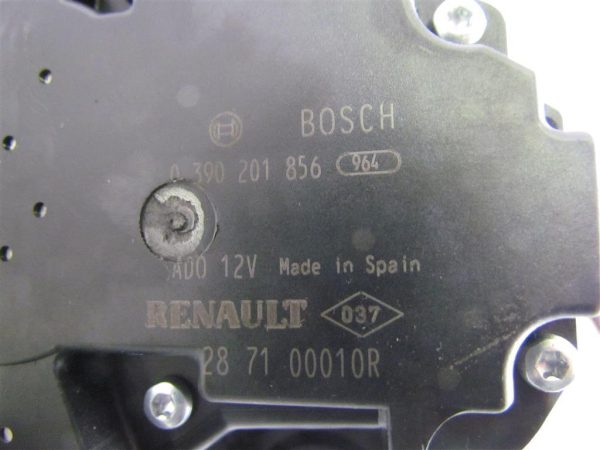 BOSCH
0 390 201 856 964
12V Made in Spain
RENAULT 037
28 71 00010R